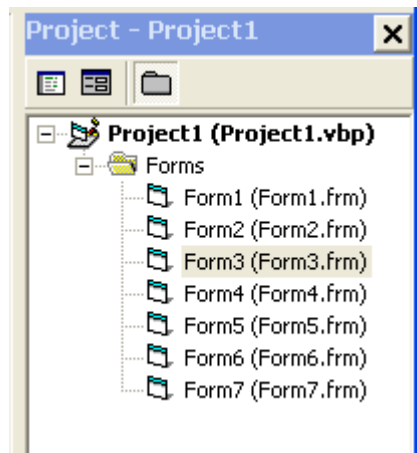 Project - Project1
Project1 (Project1.vbp)
Forms
Form1 (Form1.frm)
Form2 (Form2.frm)
Form3 (Form3.frm)
Form4 (Form4.frm)
Form5 (Form5.frm)
Form6 (Form6.frm)
Form7 (Form7.frm)